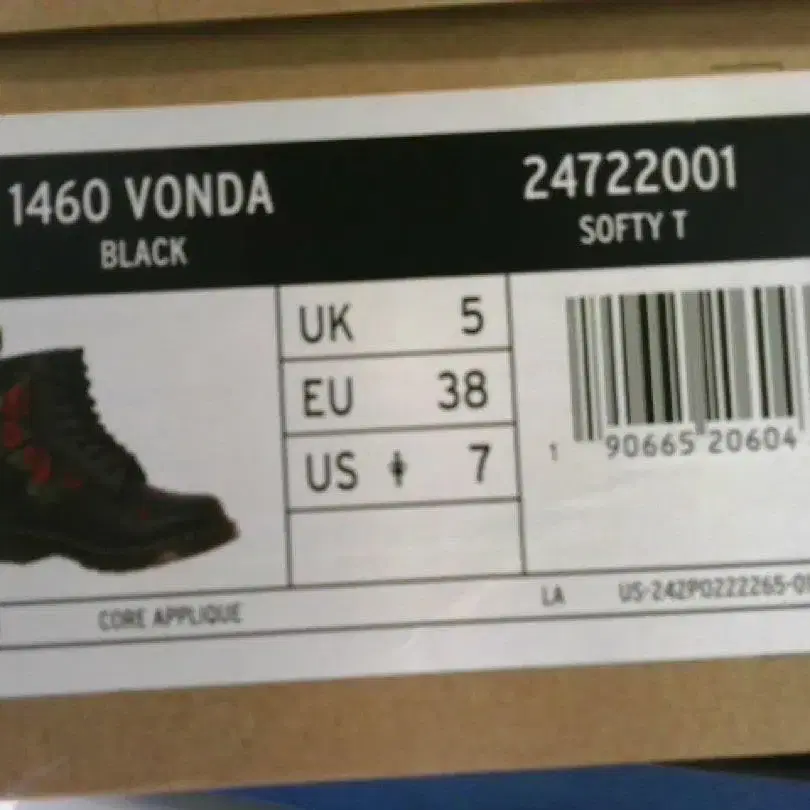 1460 VONDA
BLACK
24722001
SOFTY T
UK 5
EU 38
US 7
1 90665 20604
CORE APPLIQUE
LA